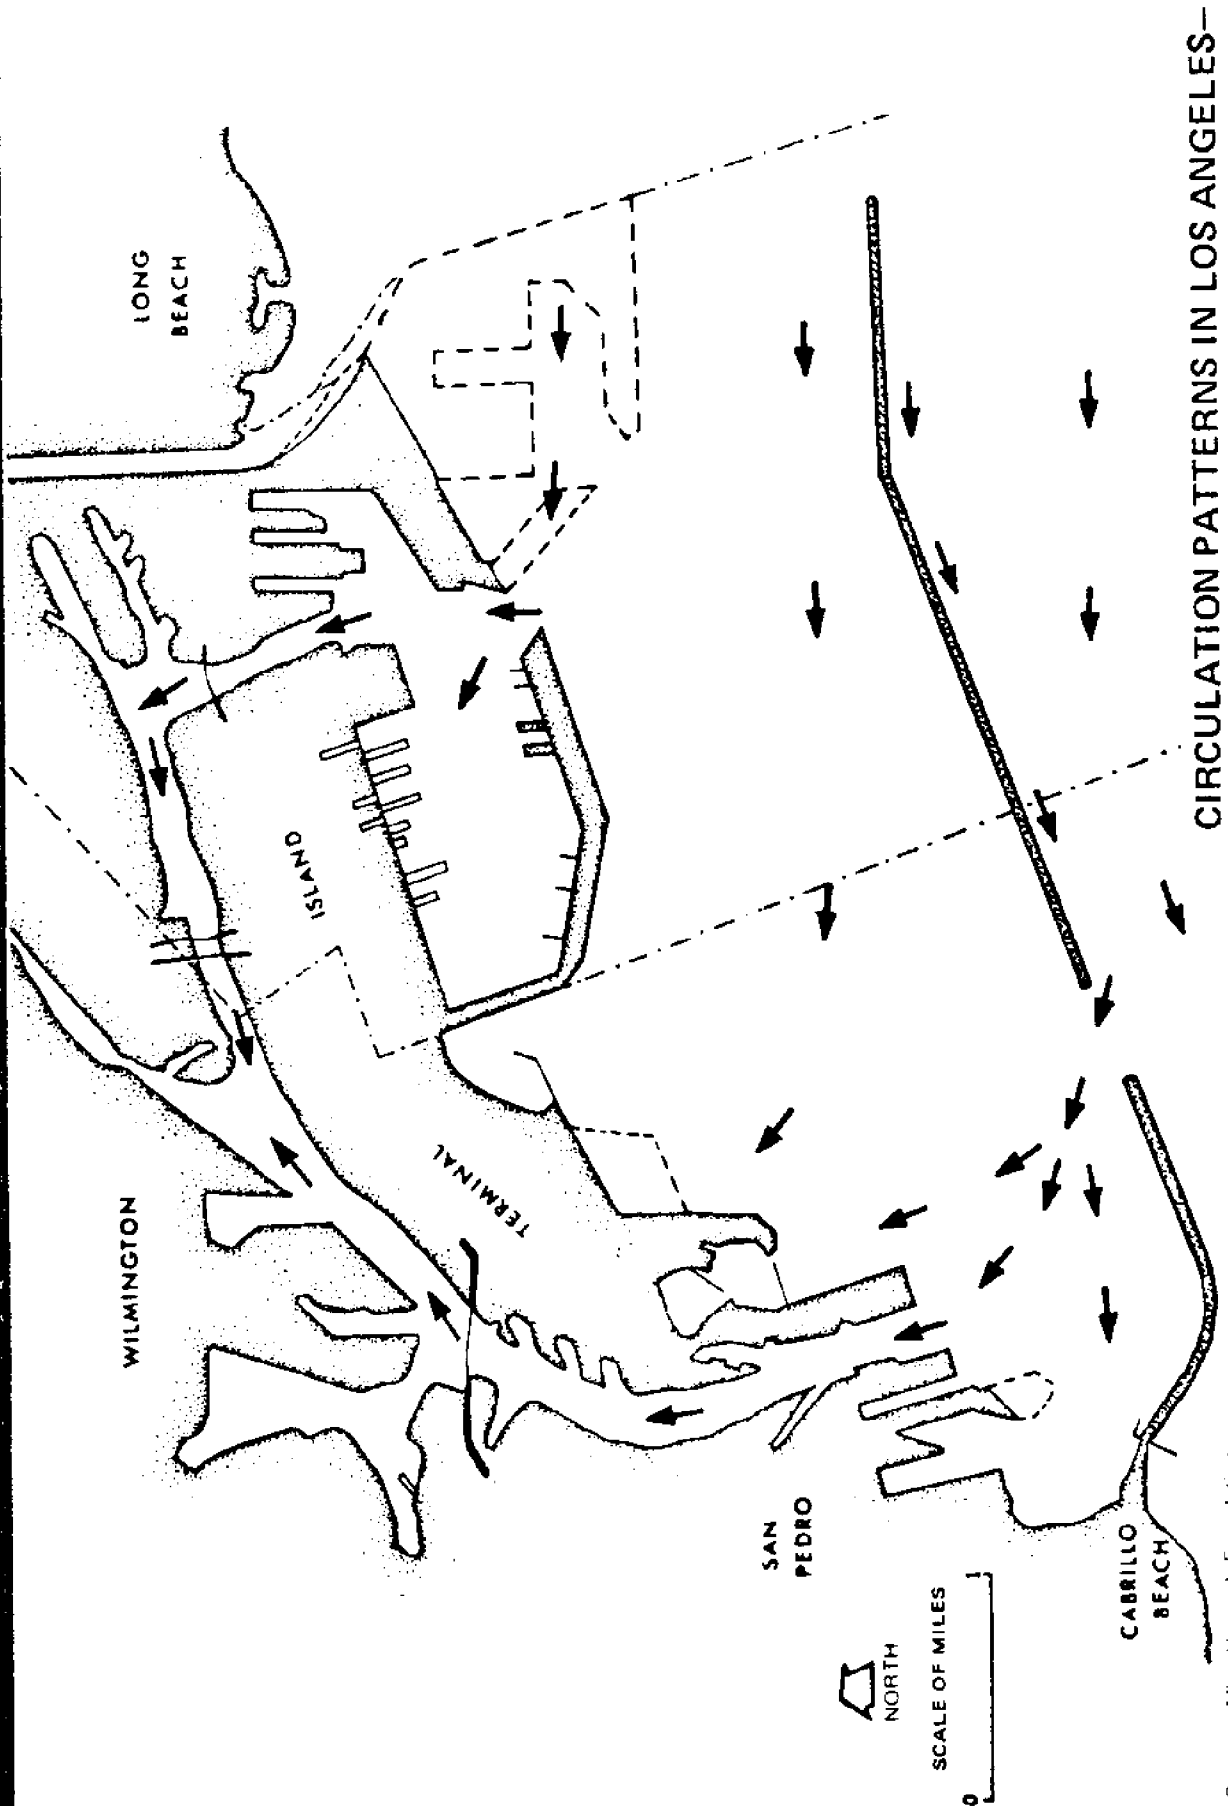 WILMINGTON
LONG
BEACH
ISLAND
TERMINAL
SAN
PEDRO
NORTH
SCALE OF MILES
0 1
CABRILLO
BEACH
CIRCULATION PATTERNS IN LOS ANGELES–